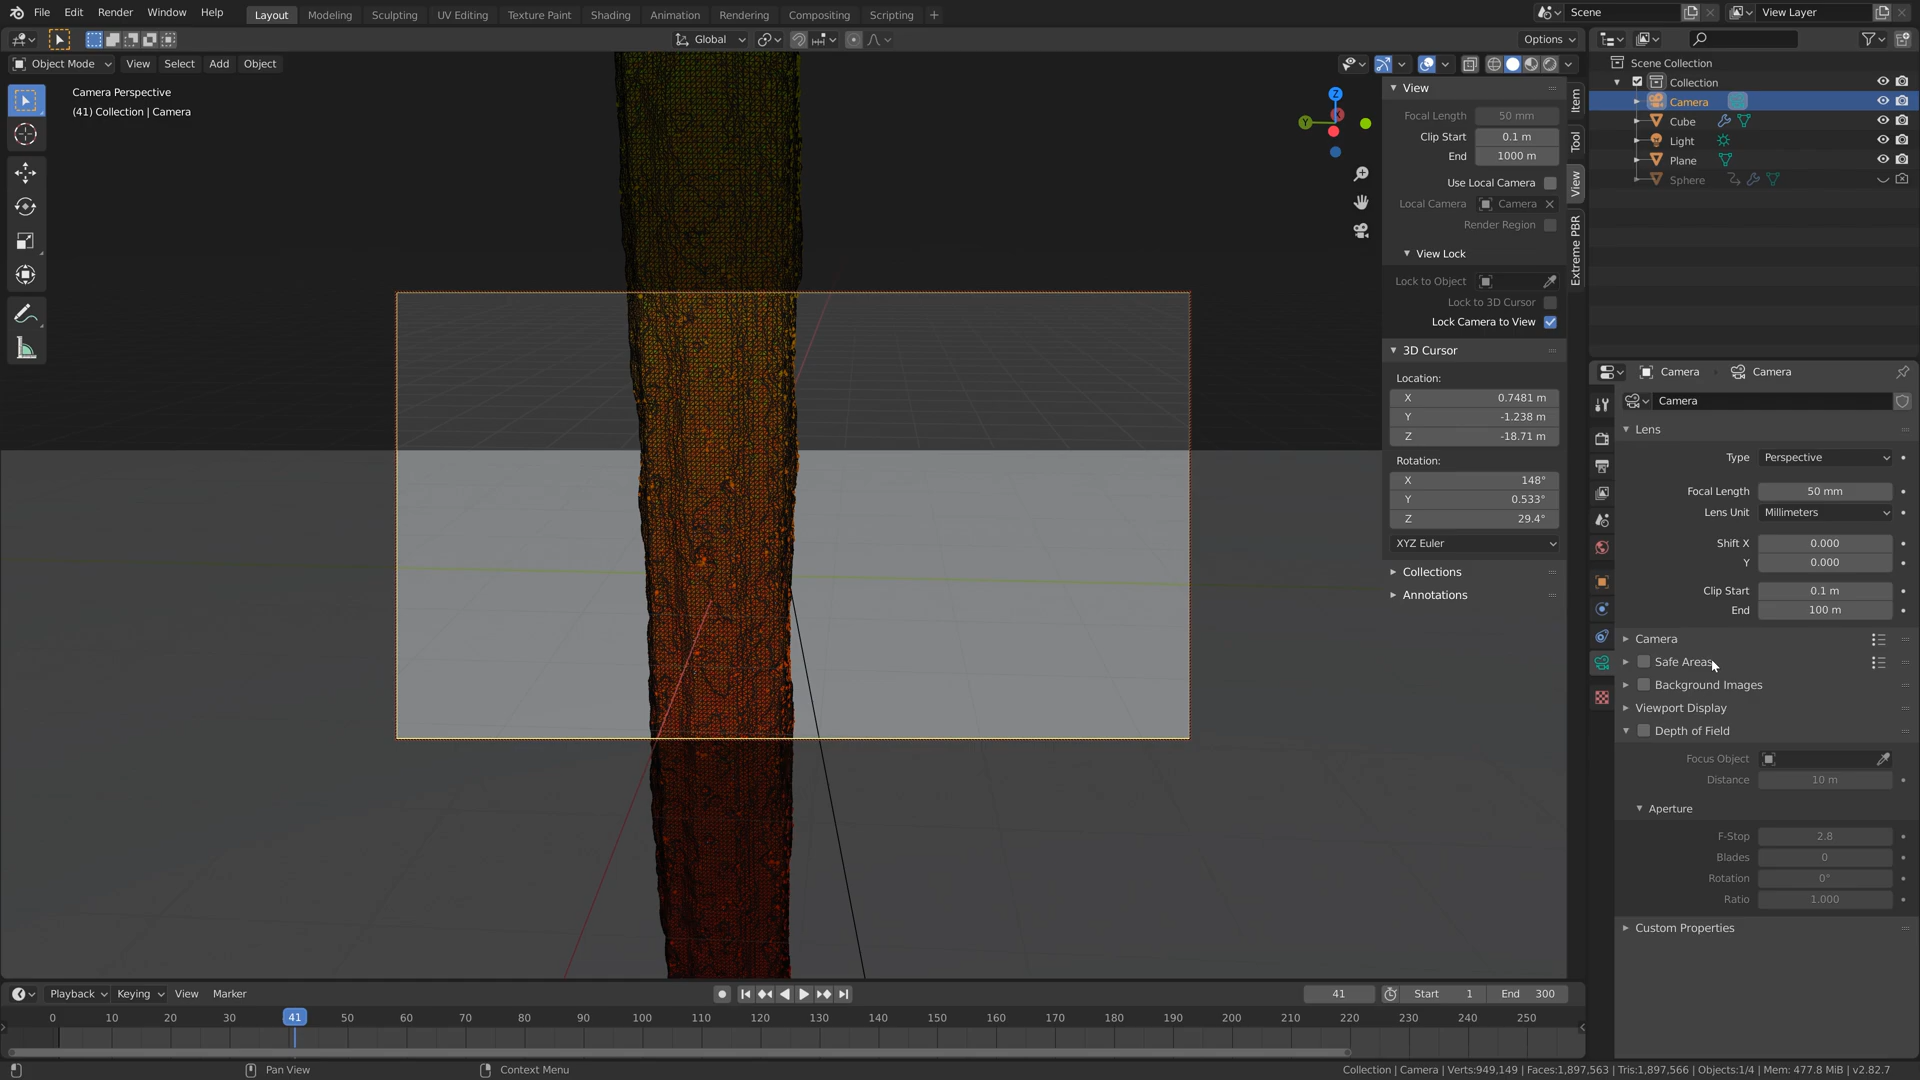 File Edit Render Window Help Layout Modeling Sculpting UV Editing Texture Paint Shading Animation Rendering Compositing Scripting + Scene View Layer
Global Options
Object Mode View Select Add Object
Camera Perspective
(41) Collection | Camera
Z
Y
View
Focal Length 50 mm
Clip Start 0.1 m
End 1000 m
Use Local Camera
Local Camera Camera
Render Region
View Lock
Lock to Object
Lock to 3D Cursor
Lock Camera to View
3D Cursor
Location:
X 0.7481 m
Y -1.238 m
Z -18.71 m
Rotation:
X 148°
Y 0.533°
Z 29.4°
XYZ Euler
Collections
Annotations
Item
Tool
View
Extreme PBR
Scene Collection
Collection
Camera
Cube
Light
Plane
Sphere
Camera Camera
Camera
Lens
Type Perspective
Focal Length 50 mm
Lens Unit Millimeters
Shift X 0.000
Y 0.000
Clip Start 0.1 m
End 100 m
Camera
Safe Areas
Background Images
Viewport Display
Depth of Field
Focus Object
Distance 10 m
Aperture
F-Stop 2.8
Blades 0
Rotation 0°
Ratio 1.000
Custom Properties
Playback Keying View Marker 41 Start 1 End 300
0 10 20 30 41 50 60 70 80 90 100 110 120 130 140 150 160 170 180 190 200 210 220 230 240 250
Pan View Context Menu Collection | Camera | Verts:949,149 | Faces:1,897,563 | Tris:1,897,566 | Objects:1/4 | Mem: 477.8 MiB | v2.82.7